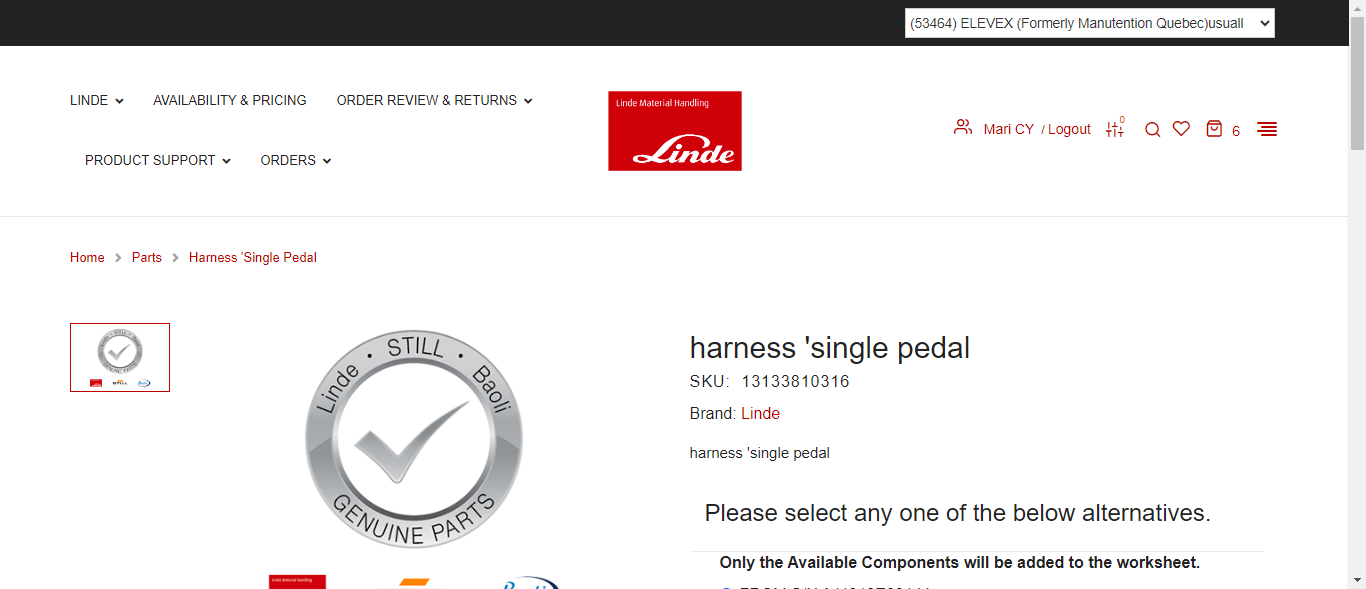 (53464) ELEVEX (Formerly Manutention Quebec)usuall
LINDE
AVAILABILITY & PRICING
ORDER REVIEW & RETURNS
PRODUCT SUPPORT
ORDERS
Linde Material Handling
Linde
Mari CY / Logout
0
6
Home > Parts > Harness 'Single Pedal
Linde • STILL • Baoli
GENUINE PARTS
Linde Material Handling
harness 'single pedal
SKU: 13133810316
Brand: Linde
harness 'single pedal
Please select any one of the below alternatives.
Only the Available Components will be added to the worksheet.